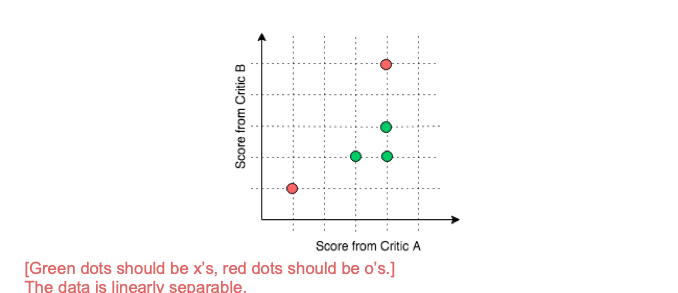 Score from Critic B
Score from Critic A
[Green dots should be x's, red dots should be o's.]
The data is linearly separable.